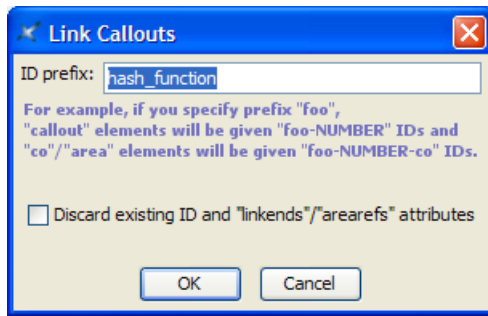 Link Callouts
ID prefix: hash_function
For example, if you specify prefix "foo",
"callout" elements will be given "foo-NUMBER" IDs and
"co"/"area" elements will be given "foo-NUMBER-co" IDs.
Discard existing ID and "linkends"/"arearefs" attributes
OK Cancel